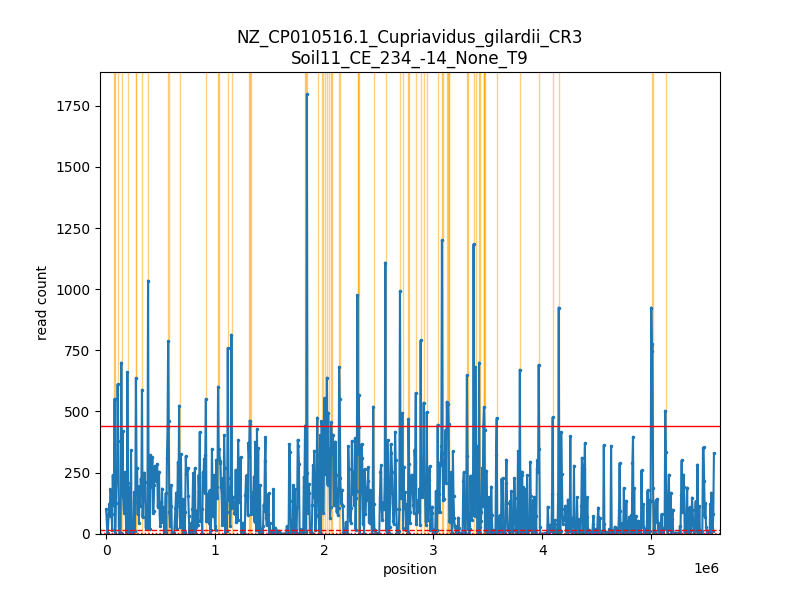 NZ_CP010516.1_Cupriavidus_gilardii_CR3
Soil11_CE_234_-14_None_T9
1750
1500
1250
1000
750
500
250
0
read count
0
1
2
3
4
5
1e6
position